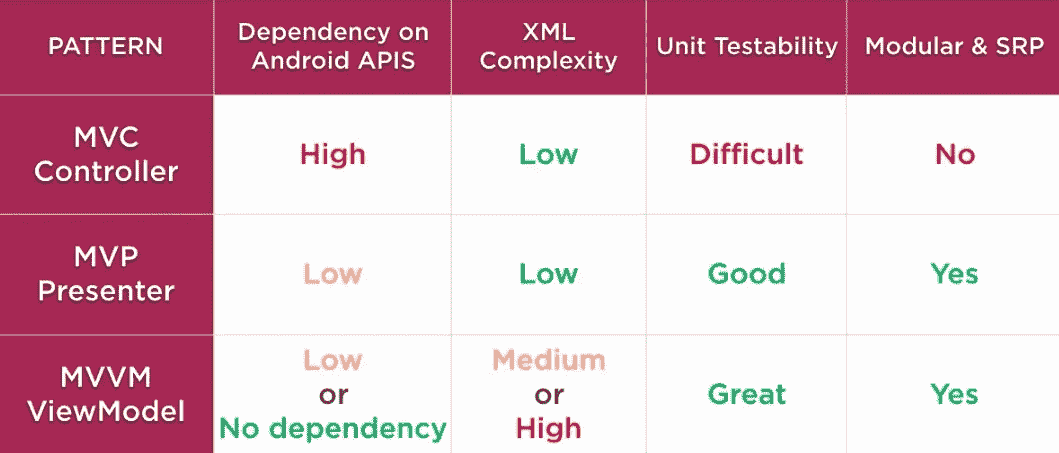 PATTERN
Dependency on
Android APIS
XML
Complexity
Unit Testability
Modular & SRP
MVC
Controller
High
Low
Difficult
No
MVP
Presenter
Low
Low
Good
Yes
MVVM
ViewModel
Low
or
No dependency
Medium
or
High
Great
Yes